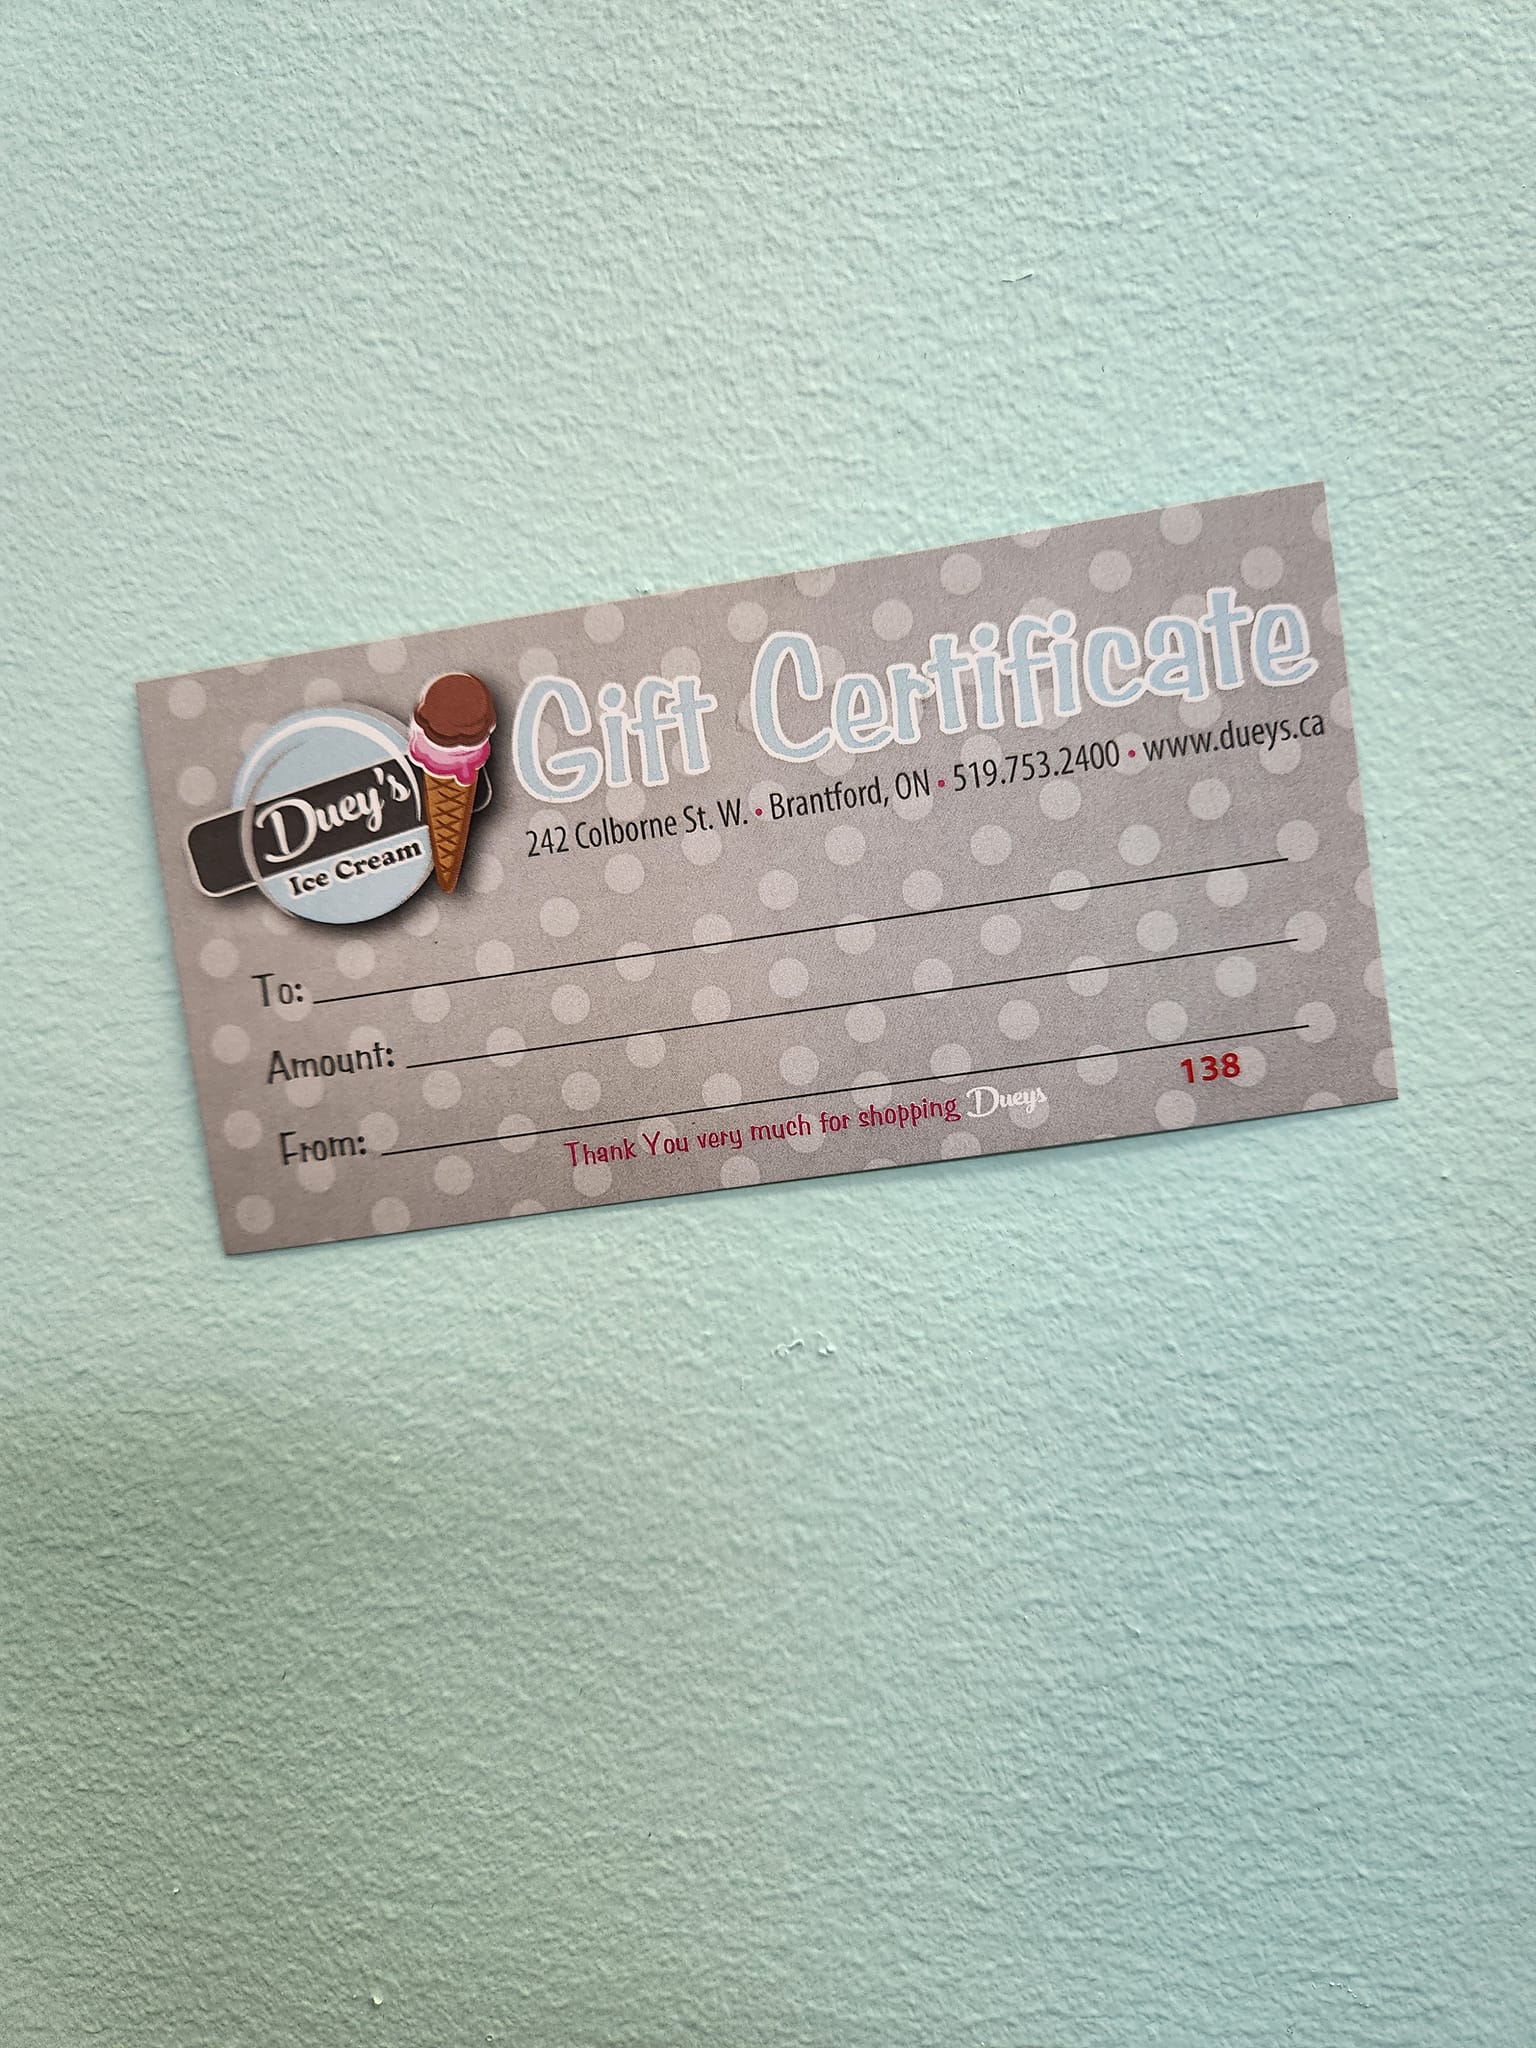 Duey's
Ice Cream
Gift Certificate
242 Colborne St. W. • Brantford, ON • 519.753.2400 • www.dueys.ca
To:
Amount:
From:
Thank You very much for shopping Dueys
138